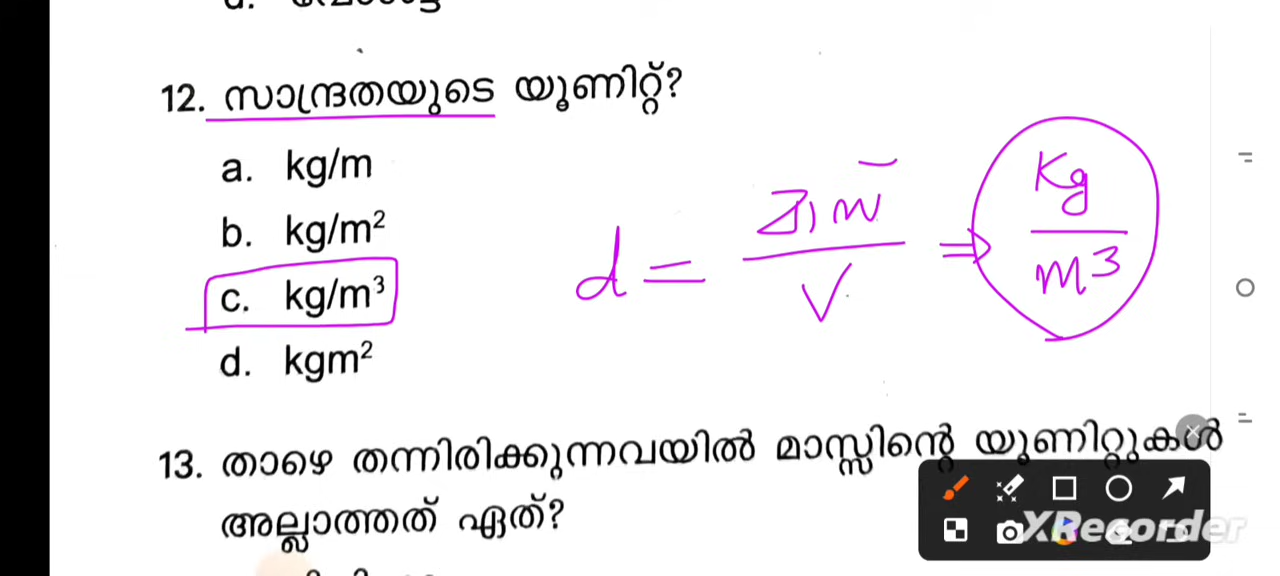 12. സാന്ദ്രതയുടെ യൂണിറ്റ്?
a. kg/m
b. kg/m²
c. kg/m³
d. kgm²
d = മാസ് / V ⇒ Kg / m³
13. താഴെ തന്നിരിക്കുന്നവയിൽ മാസ്സിന്റെ യൂണിറ്റുകൾ
അല്ലാത്തത് ഏത്?
XRecorder